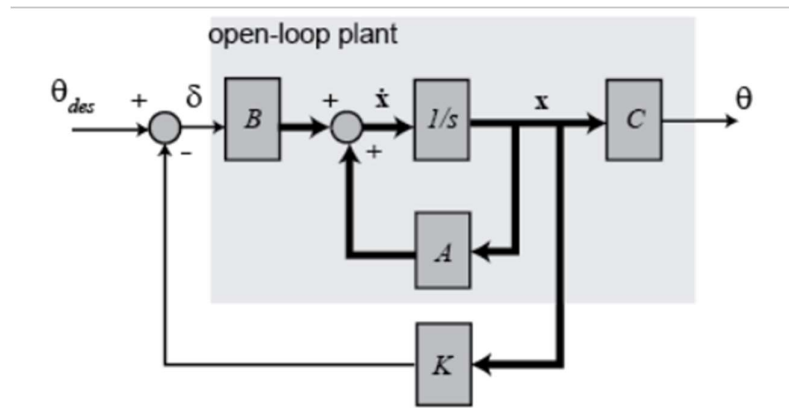 open-loop plant
θdes + δ B + ẋ 1/s x C θ
- +
A
K